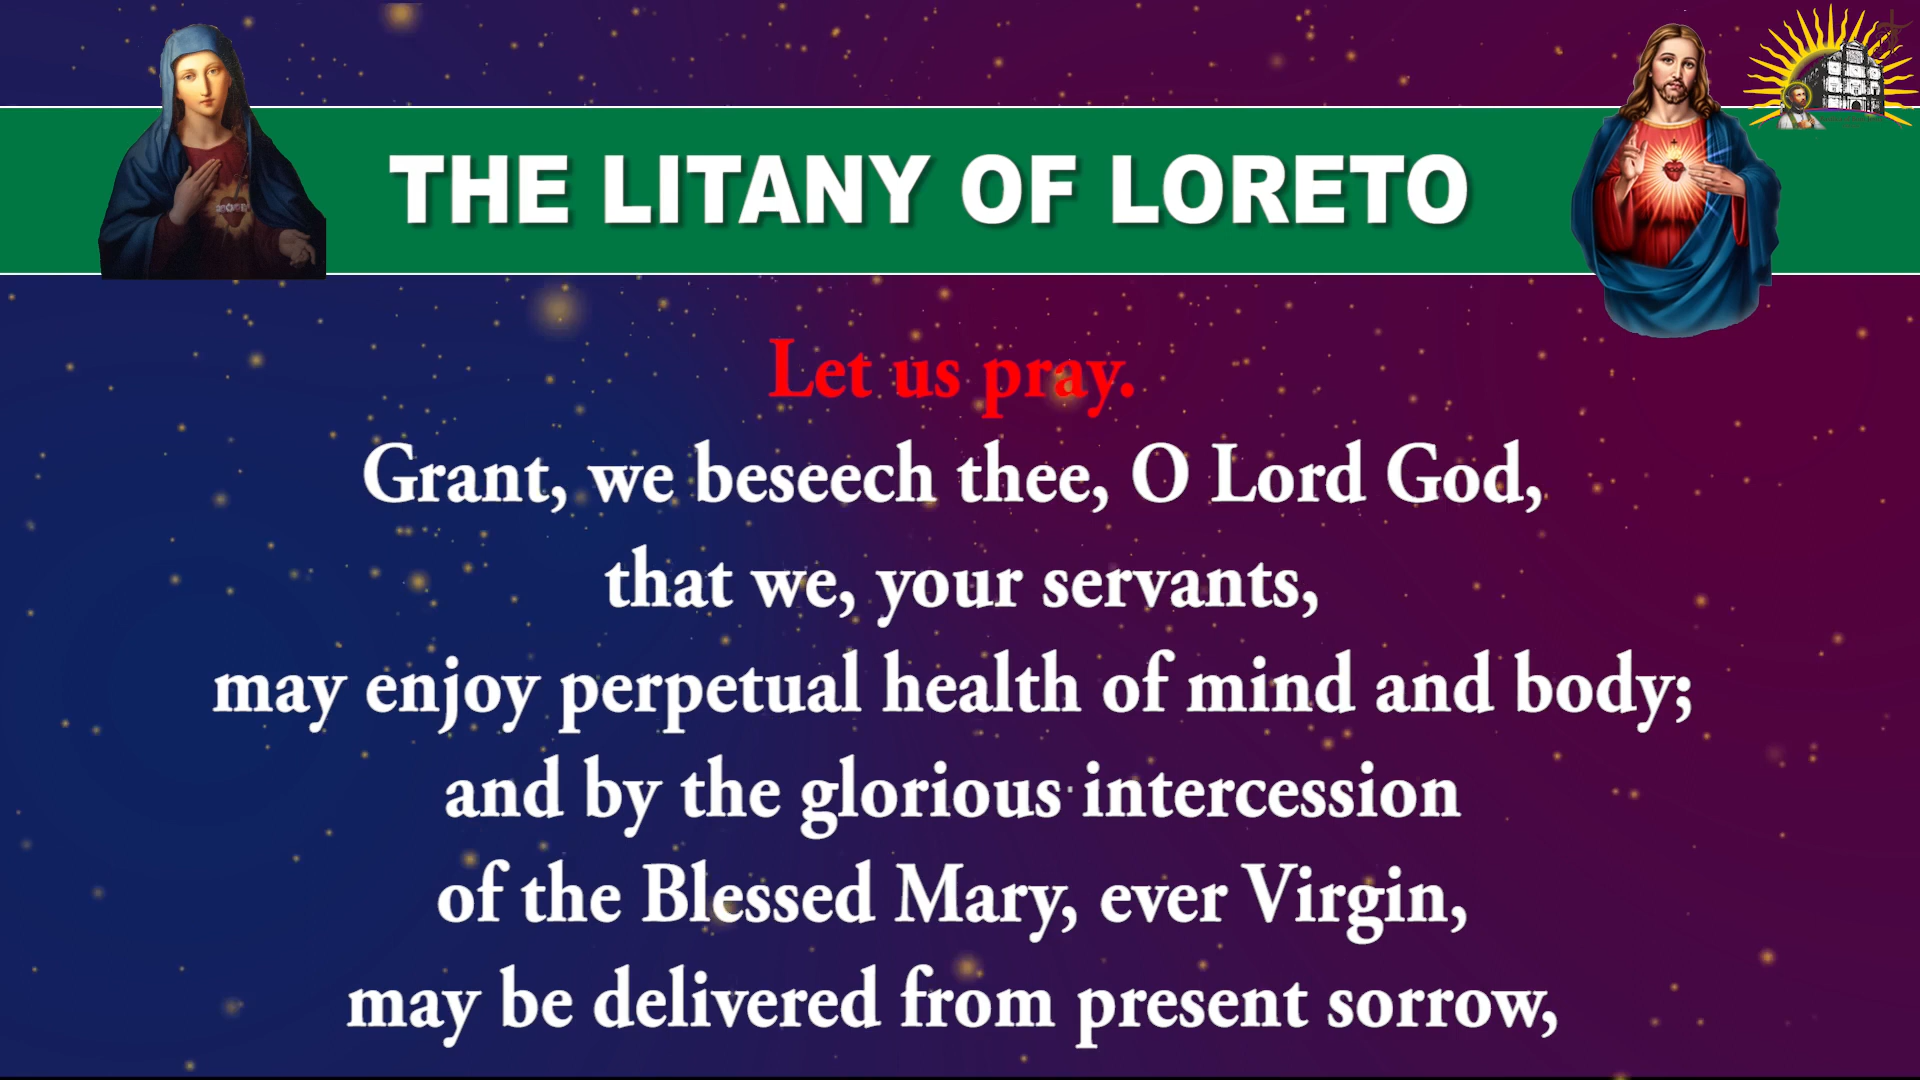 THE LITANY OF LORETO
Let us pray.
Grant, we beseech thee, O Lord God,
that we, your servants,
may enjoy perpetual health of mind and body;
and by the glorious intercession
of the Blessed Mary, ever Virgin,
may be delivered from present sorrow,